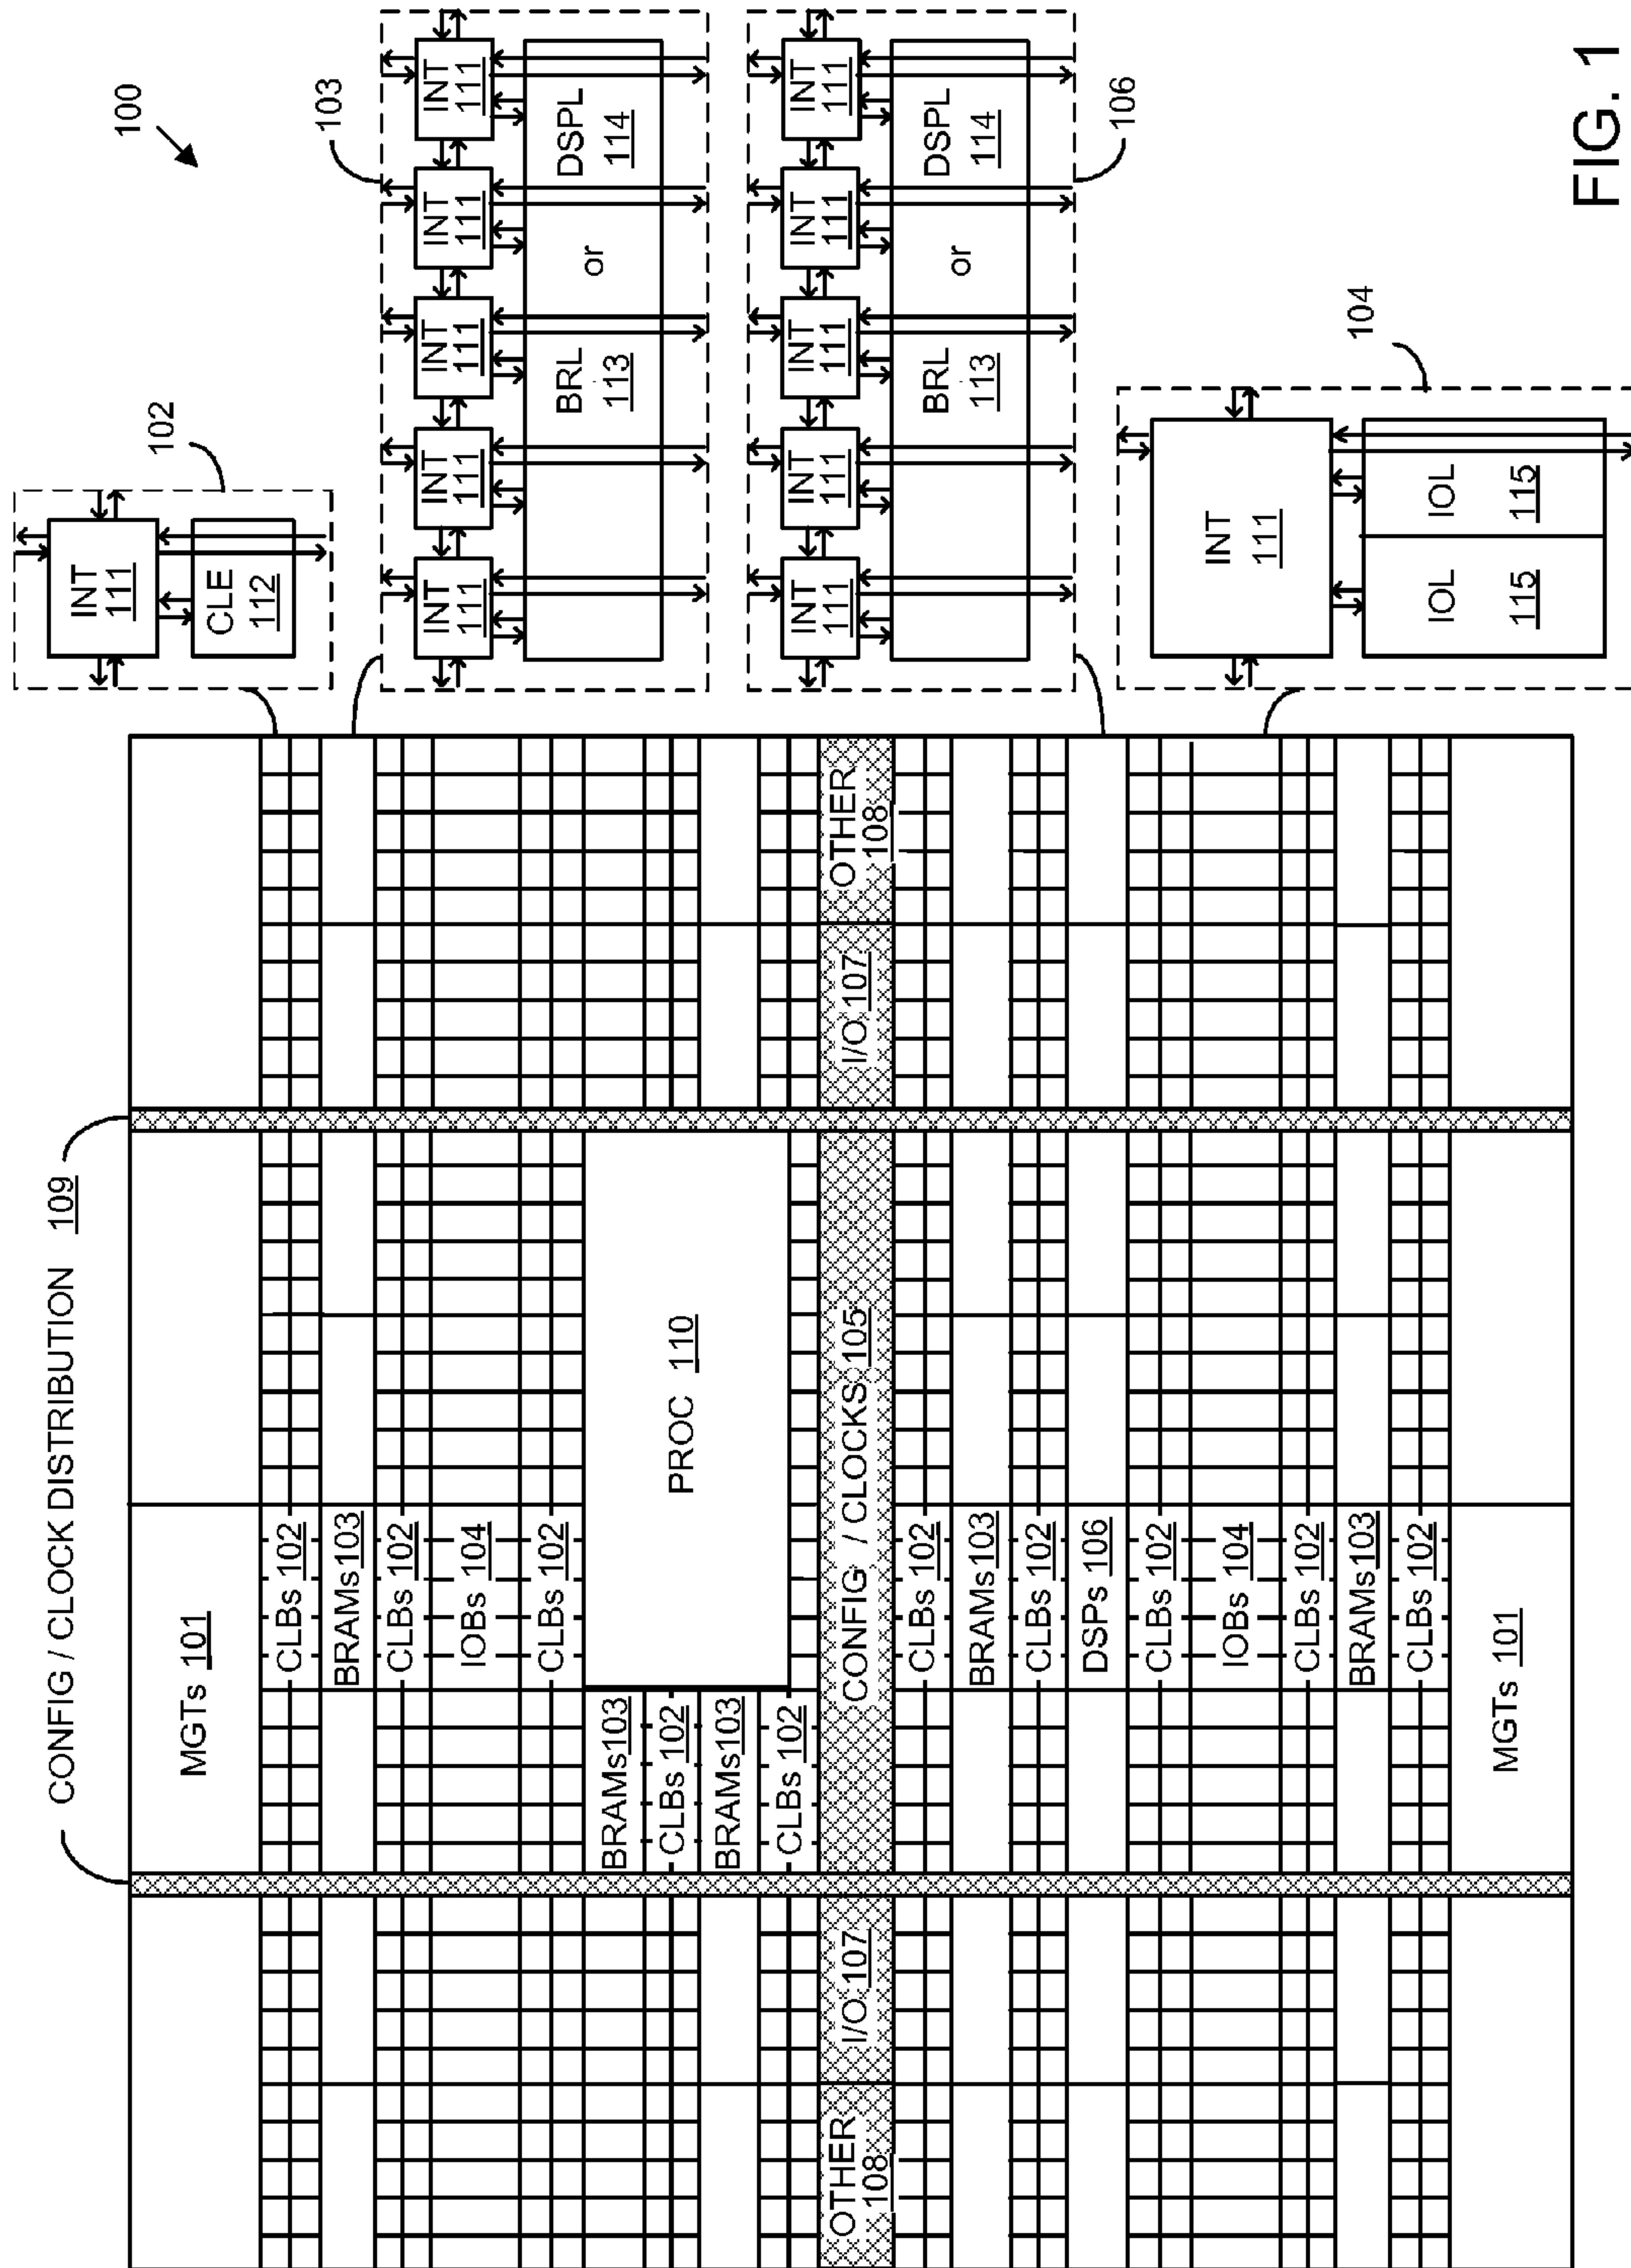 100
CONFIG / CLOCK DISTRIBUTION 109
MGTs 101
CLBs 102
BRAMs 103
CLBs 102
IOBs 104
CLBs 102
BRAMs 103
CLBs 102
BRAMs 103
CLBs 102
PROC 110
OTHER
108
I/O 107
CONFIG / CLOCKS 105
I/O 107
OTHER
108
CLBs 102
BRAMs 103
CLBs 102
DSPs 106
CLBs 102
IOBs 104
CLBs 102
BRAMs 103
CLBs 102
MGTs 101
102
INT
111
CLE
112
103
INT
111
INT
111
INT
111
INT
111
INT
111
BRL
113
or
DSPL
114
106
INT
111
INT
111
INT
111
INT
111
INT
111
BRL
113
or
DSPL
114
104
INT
111
IOL
115
IOL
115
FIG. 1